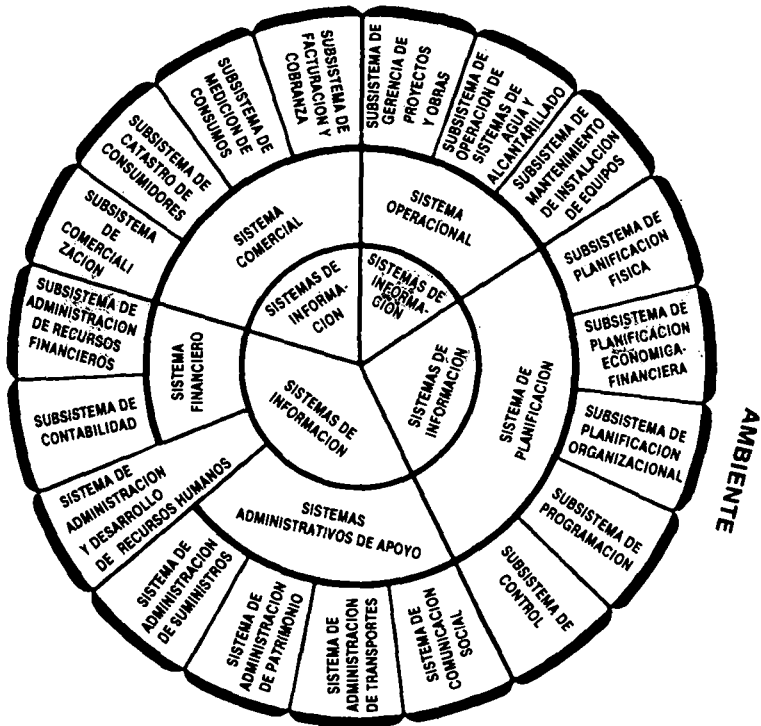 SUBSISTEMA DE
GERENCIA DE
PROYECTOS
Y OBRAS
SUBSISTEMA DE
OPERACION DE
SISTEMAS DE
AGUA Y
ALCANTARILLADO
SUBSISTEMA DE
MANTENIMIENTO
DE INSTALACION
DE EQUIPOS
SUBSISTEMA DE
PLANIFICACION
FISICA
SUBSISTEMA DE
PLANIFICACION
ECONOMICA-
FINANCIERA
SUBSISTEMA DE
PLANIFICACION
ORGANIZACIONAL
SUBSISTEMA DE
PROGRAMACION
SUBSISTEMA DE
CONTROL
SISTEMA DE
COMUNICACION
SOCIAL
SISTEMA DE
ADMINISTRACION
DE TRANSPORTES
SISTEMA DE
ADMINISTRACION
DE PATRIMONIO
SISTEMA DE
ADMINISTRACION
DE SUMINISTROS
SISTEMA DE
ADMINISTRACION
Y DESARROLLO
DE RECURSOS HUMANOS
SUBSISTEMA DE
CONTABILIDAD
SUBSISTEMA DE
ADMINISTRACION
DE RECURSOS
FINANCIEROS
SUBSISTEMA
DE
COMERCIALI
ZACION
SUBSISTEMA DE
CATASTRO DE
CONSUMIDORES
SUBSISTEMA DE
MEDICION DE
CONSUMOS
SUBSISTEMA DE
FACTURACION Y
COBRANZA
SISTEMA
COMERCIAL
SISTEMA
OPERACIONAL
SISTEMA DE
PLANIFICACION
SISTEMAS
ADMINISTRATIVOS DE APOYO
SISTEMA
FINANCIERO
SISTEMAS DE
INFORMA-
CION
SISTEMAS DE
INFORMA-
CION
SISTEMAS DE
INFORMACION
SISTEMAS DE
INFORMACION
AMBIENTE